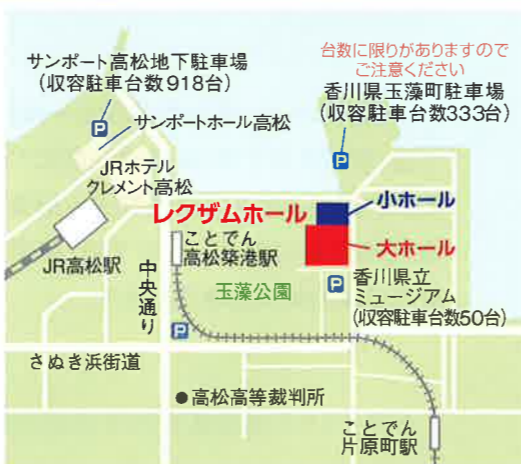 サンポート高松地下駐車場
(収容駐車台数918台)
P
サンポートホール高松
台数に限りがありますので
ご注意ください
香川県玉藻町駐車場
(収容駐車台数333台)
P
JRホテル
クレメント高松
JR高松駅
レクザムホール
小ホール
大ホール
ことでん
高松築港駅
中央通り
玉藻公園
P
香川県立
ミュージアム
(収容駐車台数50台)
P
さぬき浜街道
●高松高等裁判所
ことでん
片原町駅